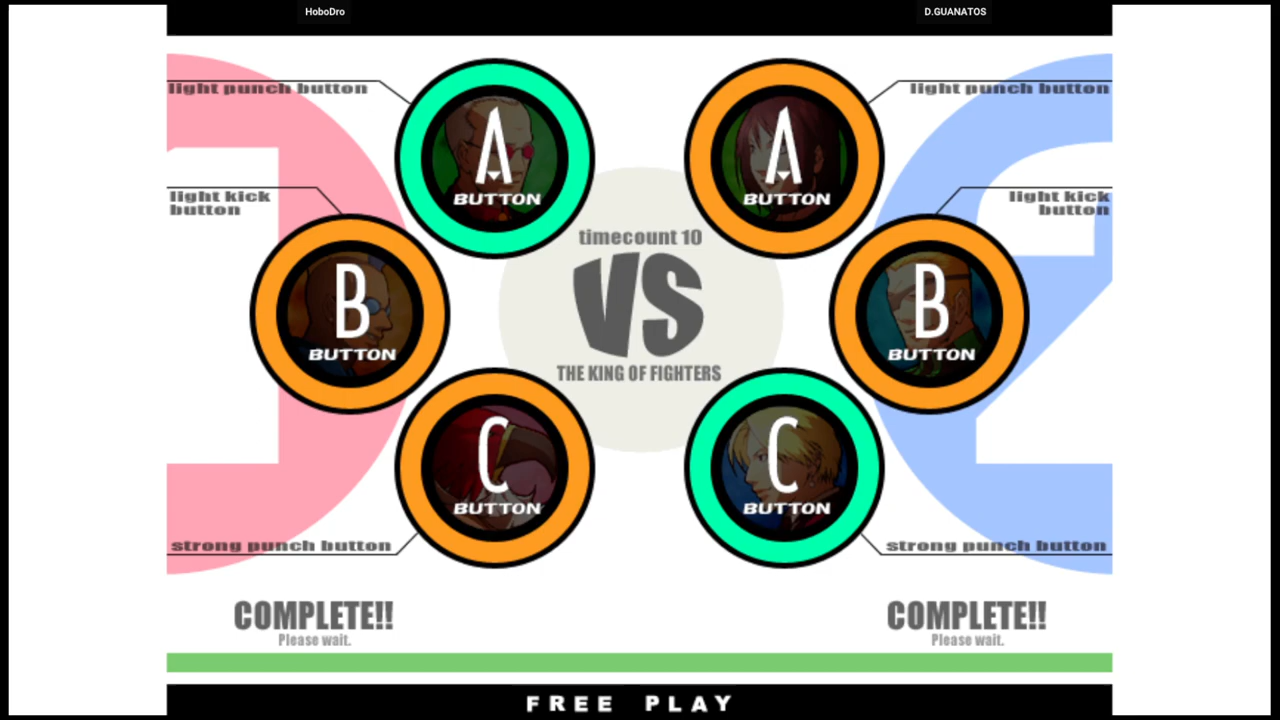 HoboDro
D.GUANATOS
light punch button
light punch button
A
BUTTON
A
BUTTON
light kick
button
light kick
button
timecount 10
VS
THE KING OF FIGHTERS
B
BUTTON
B
BUTTON
C
BUTTON
C
BUTTON
strong punch button
strong punch button
COMPLETE!!
Please wait.
COMPLETE!!
Please wait.
FREE PLAY